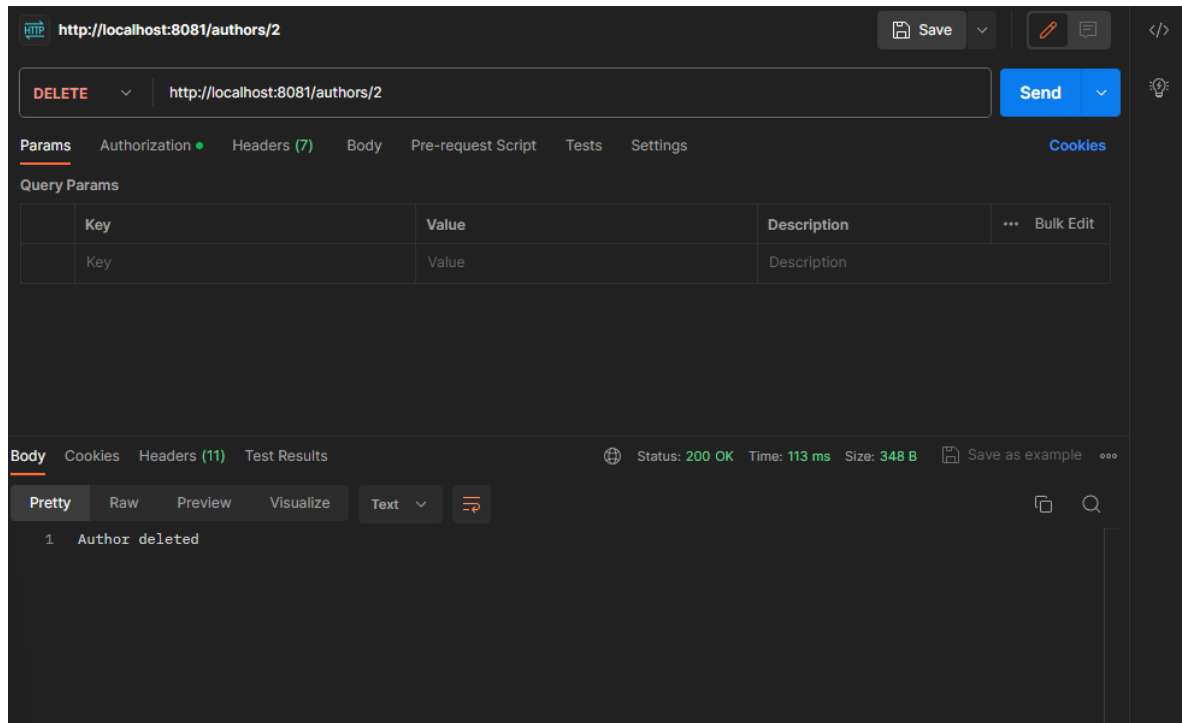 HTTP http://localhost:8081/authors/2 Save </>
DELETE http://localhost:8081/authors/2 Send
Params Authorization Headers (7) Body Pre-request Script Tests Settings Cookies
Query Params
Key Value Description ••• Bulk Edit
Key Value Description
Body Cookies Headers (11) Test Results Status: 200 OK Time: 113 ms Size: 348 B Save as example
Pretty Raw Preview Visualize Text
1 Author deleted